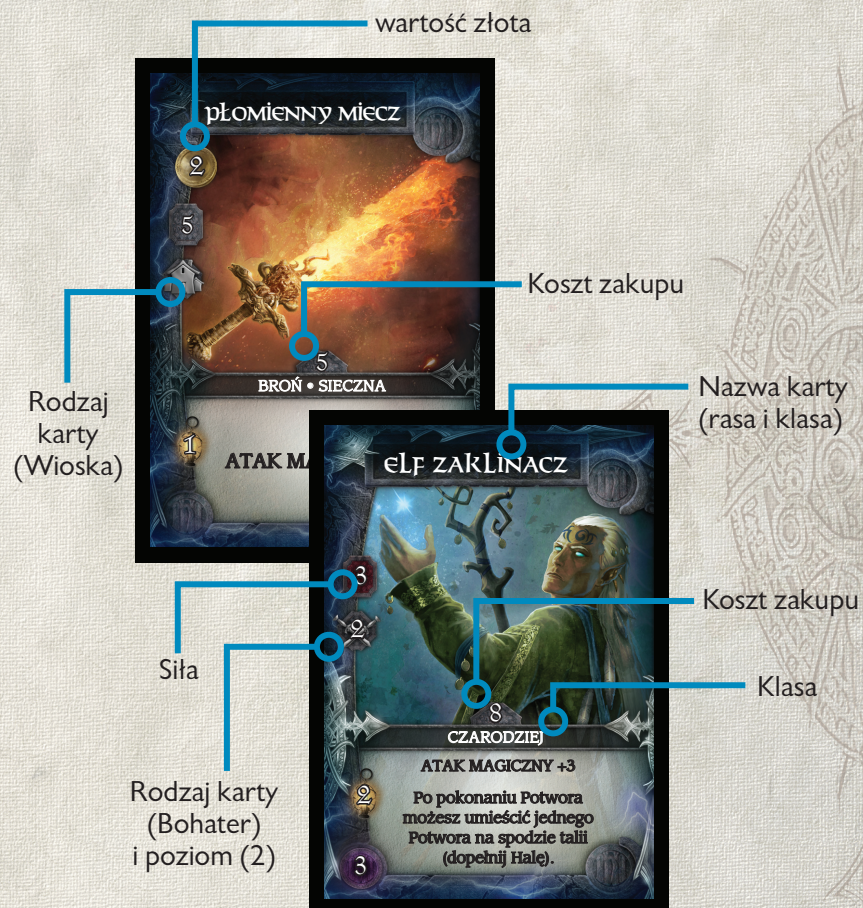 wartość złota
PŁOMIENNY MIECZ
2
5
Koszt zakupu
5
BROŃ • SIECZNA
Rodzaj
karty
(Wioska)
Nazwa karty
(rasa i klasa)
1
ATAK MA
ELF ZAKLINACZ
3
2
Siła
Koszt zakupu
Klasa
8
CZARODZIEJ
ATAK MAGICZNY +3
Rodzaj karty
(Bohater)
i poziom (2)
2
Po pokonaniu Potwora
możesz umieścić jednego
Potwora na spodzie talii
(dopełnij Halę).
3